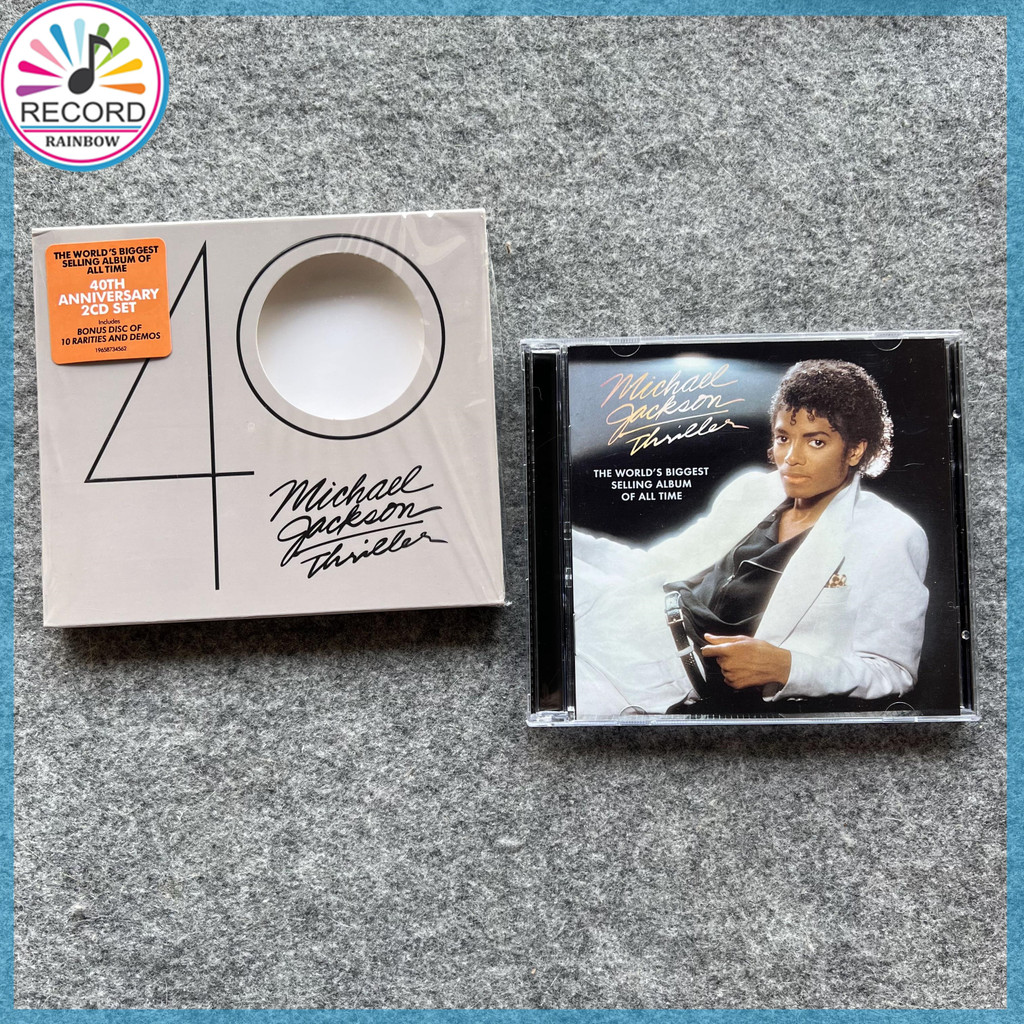 RECORD
RAINBOW
THE WORLD'S BIGGEST
SELLING ALBUM OF
ALL TIME
40TH
ANNIVERSARY
2CD SET
Includes
BONUS DISC OF
10 RARITIES AND DEMOS
19658734562
40
Michael
Jackson
Thriller
Michael
Jackson
Thriller
THE WORLD'S BIGGEST
SELLING ALBUM
OF ALL TIME